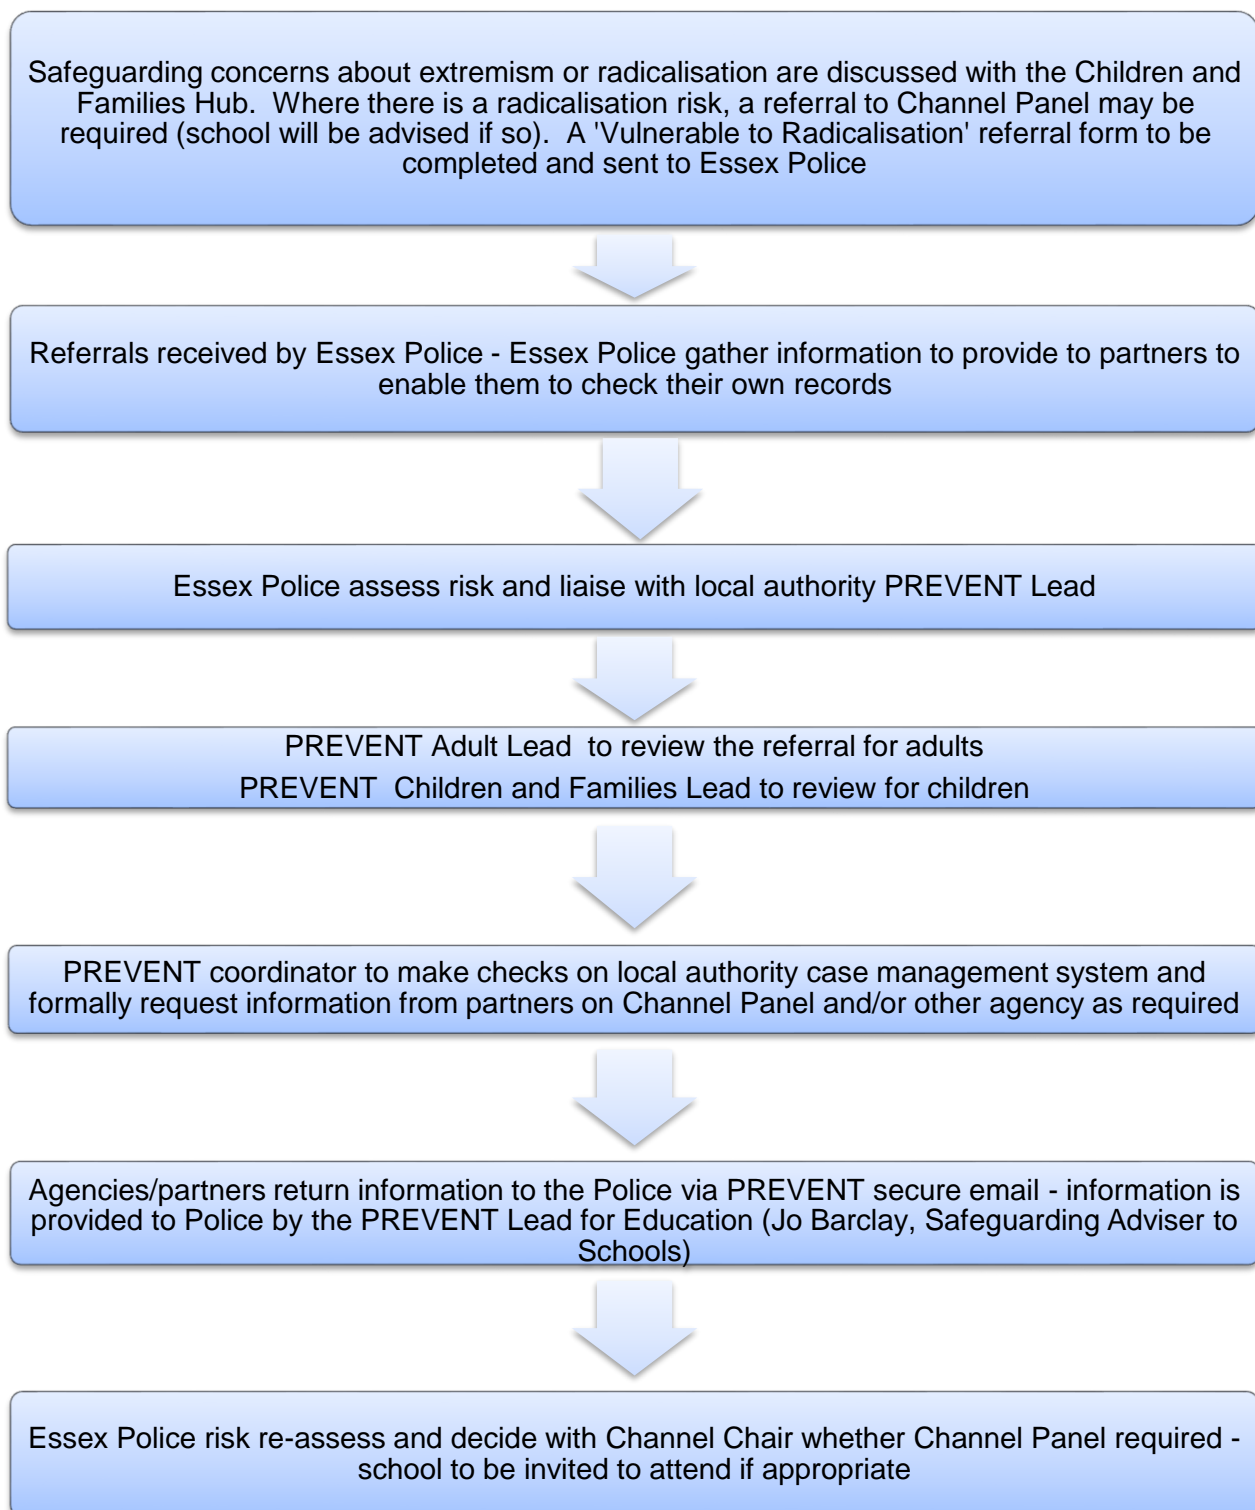 Safeguarding concerns about extremism or radicalisation are discussed with the Children and
Families Hub.  Where there is a radicalisation risk, a referral to Channel Panel may be
required (school will be advised if so).  A 'Vulnerable to Radicalisation' referral form to be
completed and sent to Essex Police
Referrals received by Essex Police - Essex Police gather information to provide to partners to
enable them to check their own records
Essex Police assess risk and liaise with local authority PREVENT Lead
PREVENT Adult Lead  to review the referral for adults
PREVENT  Children and Families Lead to review for children
PREVENT coordinator to make checks on local authority case management system and
formally request information from partners on Channel Panel and/or other agency as required
Agencies/partners return information to the Police via PREVENT secure email - information is
provided to Police by the PREVENT Lead for Education (Jo Barclay, Safeguarding Adviser to
Schools)
Essex Police risk re-assess and decide with Channel Chair whether Channel Panel required -
school to be invited to attend if appropriate